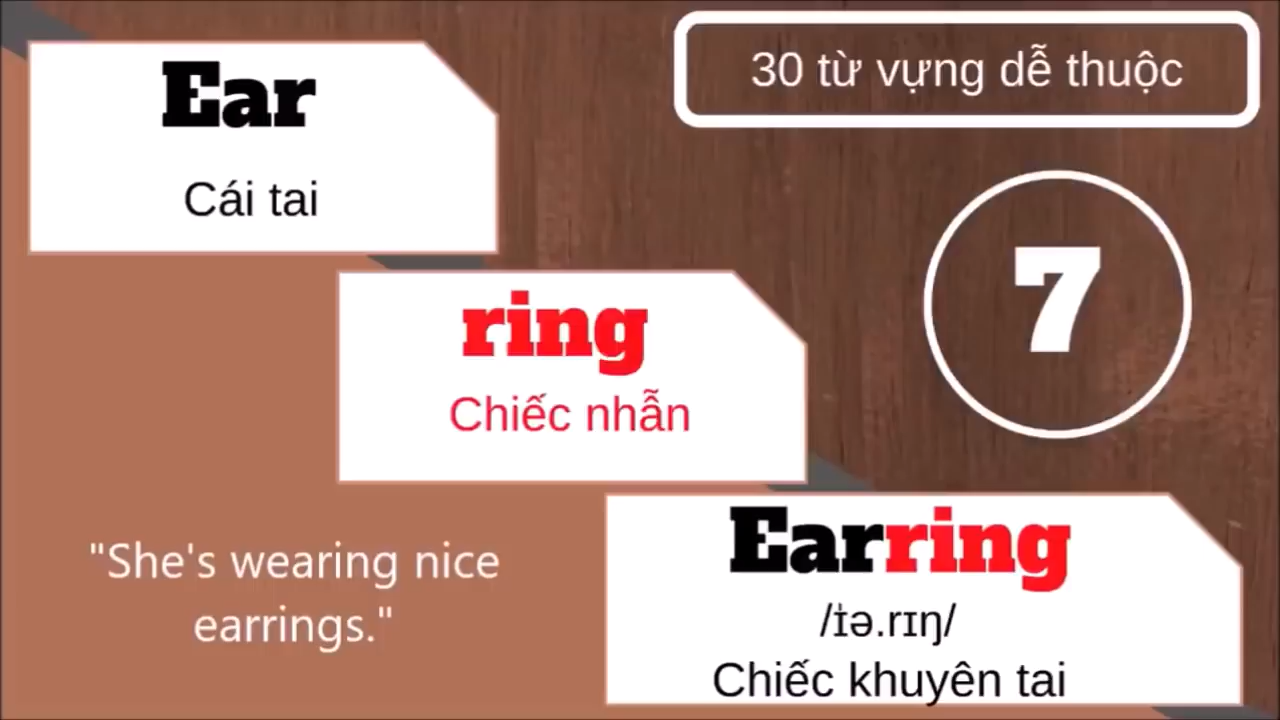 Ear
Cái tai
30 từ vựng dễ thuộc
7
ring
Chiếc nhẫn
Earring
/ɪə.rɪŋ/
Chiếc khuyên tai
"She's wearing nice
earrings."